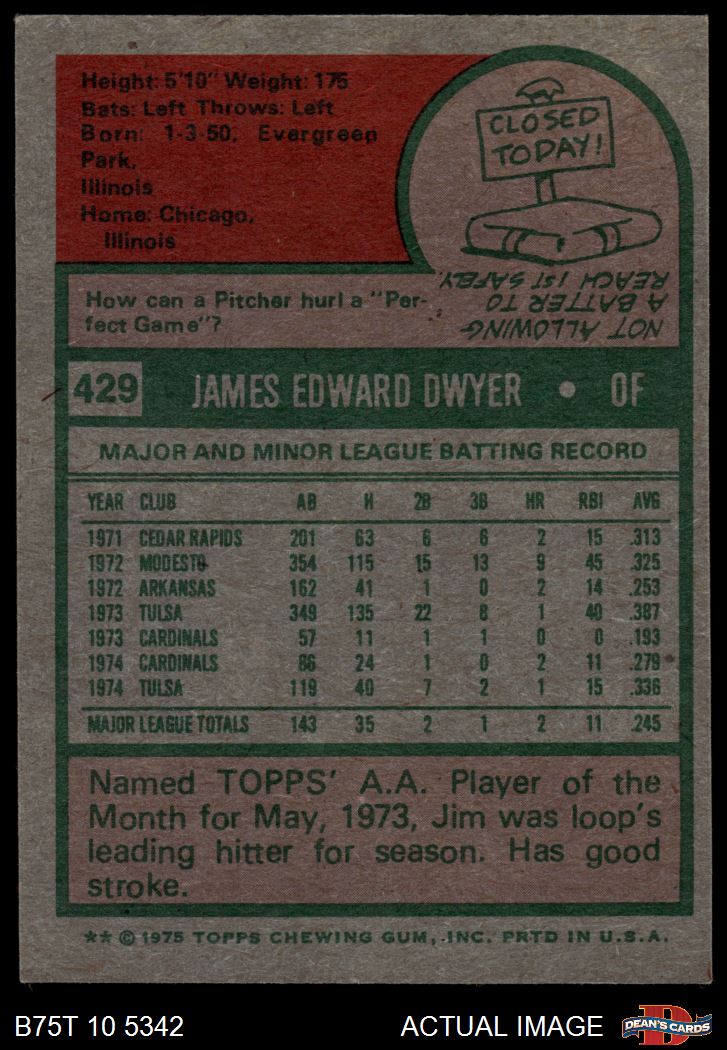 Height: 5'10" Weight: 175
Bats: Left Throws: Left
Born: 1-3-50, Evergreen
Park,
Illinois
Home: Chicago,
Illinois
CLOSED
TODAY!
How can a Pitcher hurl a "Per-
fect Game"?
NOT ALLOWING
A BATTER TO
REACH 1ST SAFELY.
429 JAMES EDWARD DWYER • OF
MAJOR AND MINOR LEAGUE BATTING RECORD
YEAR CLUB AB H 2B 3B HR RBI AVG
1971 CEDAR RAPIDS 201 63 6 6 2 15 .313
1972 MODESTO 354 115 15 13 9 45 .325
1972 ARKANSAS 162 41 1 0 2 14 .253
1973 TULSA 349 135 22 8 1 40 .387
1973 CARDINALS 57 11 1 1 0 0 .193
1974 CARDINALS 86 24 1 0 2 11 .279
1974 TULSA 119 40 7 2 1 15 .336
MAJOR LEAGUE TOTALS 143 35 2 1 2 11 .245
Named TOPPS' A.A. Player of the
Month for May, 1973, Jim was loop's
leading hitter for season. Has good
stroke.
** © 1975 TOPPS CHEWING GUM, INC. PRTD IN U.S.A.
B75T 10 5342 ACTUAL IMAGE
D
DEAN'S CARDS